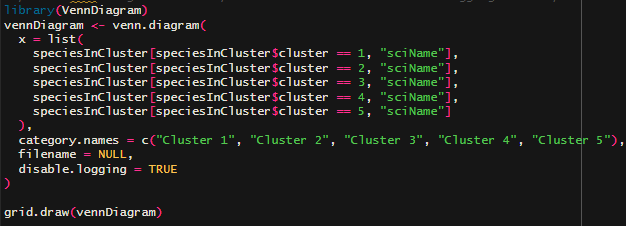 library(VennDiagram)
vennDiagram <- venn.diagram(
  x = list(
    speciesInCluster[speciesInCluster$cluster == 1, "sciName"],
    speciesInCluster[speciesInCluster$cluster == 2, "sciName"],
    speciesInCluster[speciesInCluster$cluster == 3, "sciName"],
    speciesInCluster[speciesInCluster$cluster == 4, "sciName"],
    speciesInCluster[speciesInCluster$cluster == 5, "sciName"]
  ),
  category.names = c("Cluster 1", "Cluster 2", "Cluster 3", "Cluster 4", "Cluster 5"),
  filename = NULL,
  disable.logging = TRUE
)
grid.draw(vennDiagram)